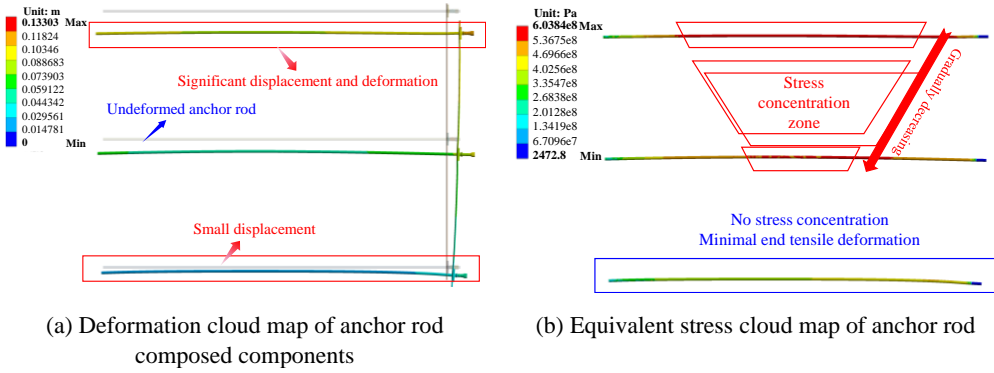 Unit: m
0.13303 Max
0.11824
0.10346
0.088683
0.073903
0.059122
0.044342
0.029561
0.014781
0 Min
Significant displacement and deformation
Undeformed anchor rod
Small displacement
(a) Deformation cloud map of anchor rod
composed components
Unit: Pa
6.0384e8 Max
5.3675e8
4.6966e8
4.0256e8
3.3547e8
2.6838e8
2.0128e8
1.3419e8
6.7096e7
2472.8 Min
Stress
concentration
zone
Gradually decreasing
No stress concentration
Minimal end tensile deformation
(b) Equivalent stress cloud map of anchor rod